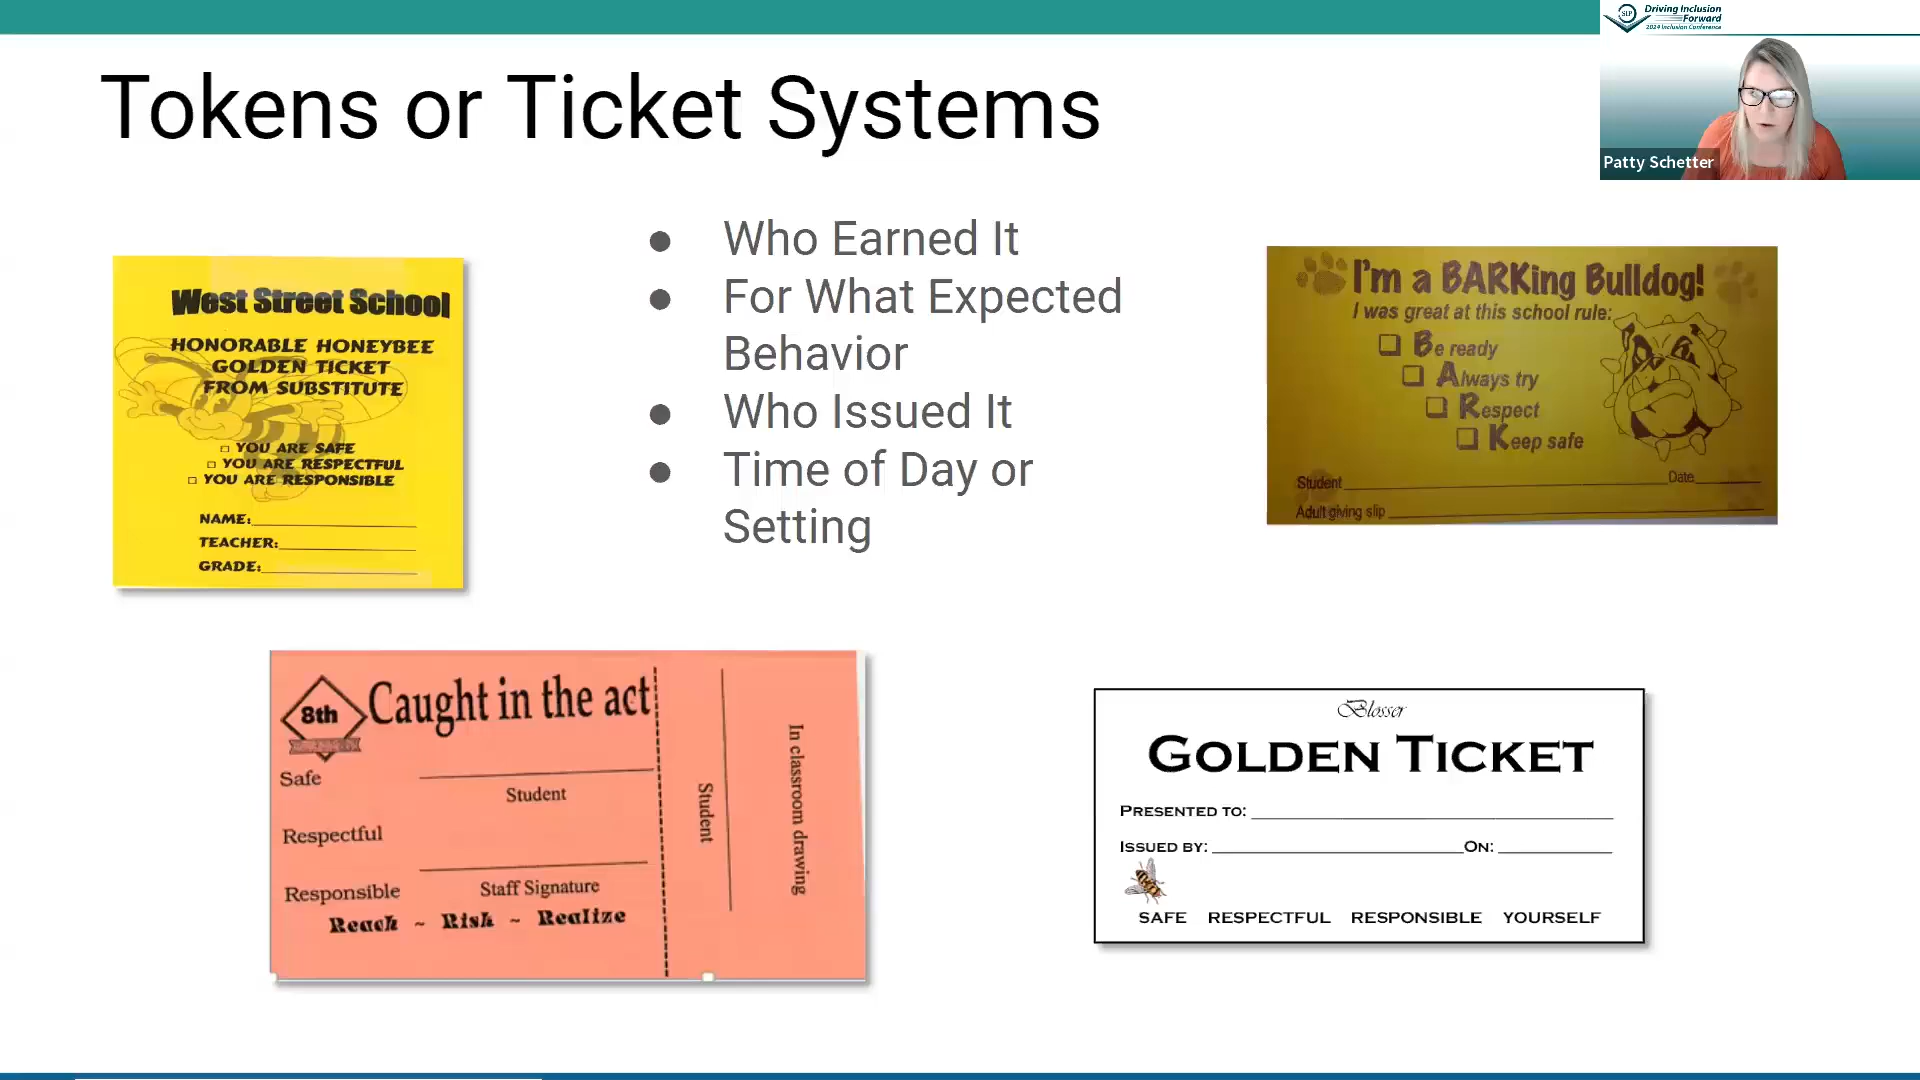 Driving Inclusion
Forward
2024 Inclusion Conference
SIP
Patty Schetter
Tokens or Ticket Systems
● Who Earned It
● For What Expected
Behavior
● Who Issued It
● Time of Day or
Setting
West Street School
HONORABLE HONEYBEE
GOLDEN TICKET
FROM SUBSTITUTE
□ YOU ARE SAFE
□ YOU ARE RESPECTFUL
□ YOU ARE RESPONSIBLE
NAME:
TEACHER:
GRADE:
I'm a BARKing Bulldog!
I was great at this school rule:
❑ Be ready
❑ Always try
❑ Respect
❑ Keep safe
Student Date
Adult giving slip
8th Caught in the act
Safe
Student
Respectful
Responsible Staff Signature
Reach ~ Risk ~ Realize
Student
In classroom drawing
Blosser
GOLDEN TICKET
PRESENTED TO:
ISSUED BY: ON:
SAFE RESPECTFUL RESPONSIBLE YOURSELF